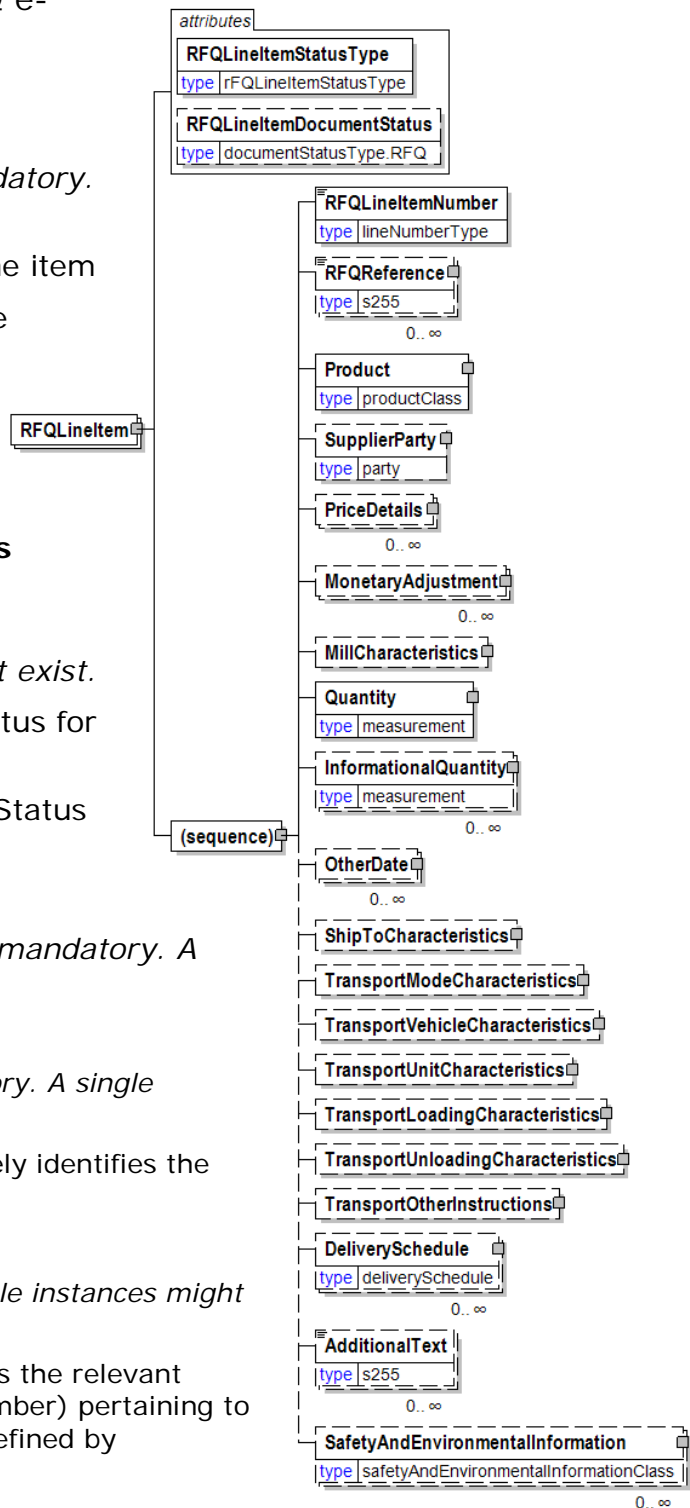 e-
datory.
ne item
e
s
t exist.
tus for
Status
mandatory. A
ory. A single
ely identifies the
le instances might
s the relevant
mber) pertaining to
efined by
attributes
RFQLineItemStatusType
type rFQLineItemStatusType
RFQLineItemDocumentStatus
type documentStatusType.RFQ
RFQLineItem
(sequence)
RFQLineItemNumber
type lineNumberType
RFQReference
type s255
0.. ∞
Product
type productClass
SupplierParty
type party
PriceDetails
0.. ∞
MonetaryAdjustment
0.. ∞
MillCharacteristics
Quantity
type measurement
InformationalQuantity
type measurement
0.. ∞
OtherDate
0.. ∞
ShipToCharacteristics
TransportModeCharacteristics
TransportVehicleCharacteristics
TransportUnitCharacteristics
TransportLoadingCharacteristics
TransportUnloadingCharacteristics
TransportOtherInstructions
DeliverySchedule
type deliverySchedule
0.. ∞
AdditionalText
type s255
0.. ∞
SafetyAndEnvironmentalInformation
type safetyAndEnvironmentalInformationClass
0.. ∞